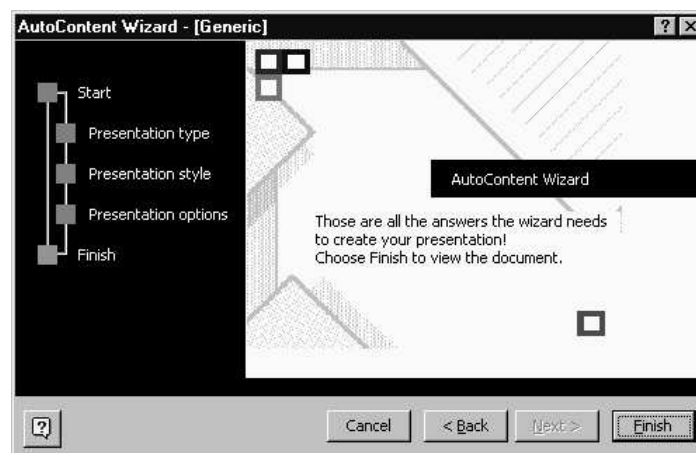 AutoContent Wizard - [Generic]
Start
Presentation type
Presentation style
Presentation options
Finish
AutoContent Wizard
Those are all the answers the wizard needs
to create your presentation!
Choose Finish to view the document.
Cancel
< Back
Next >
Finish